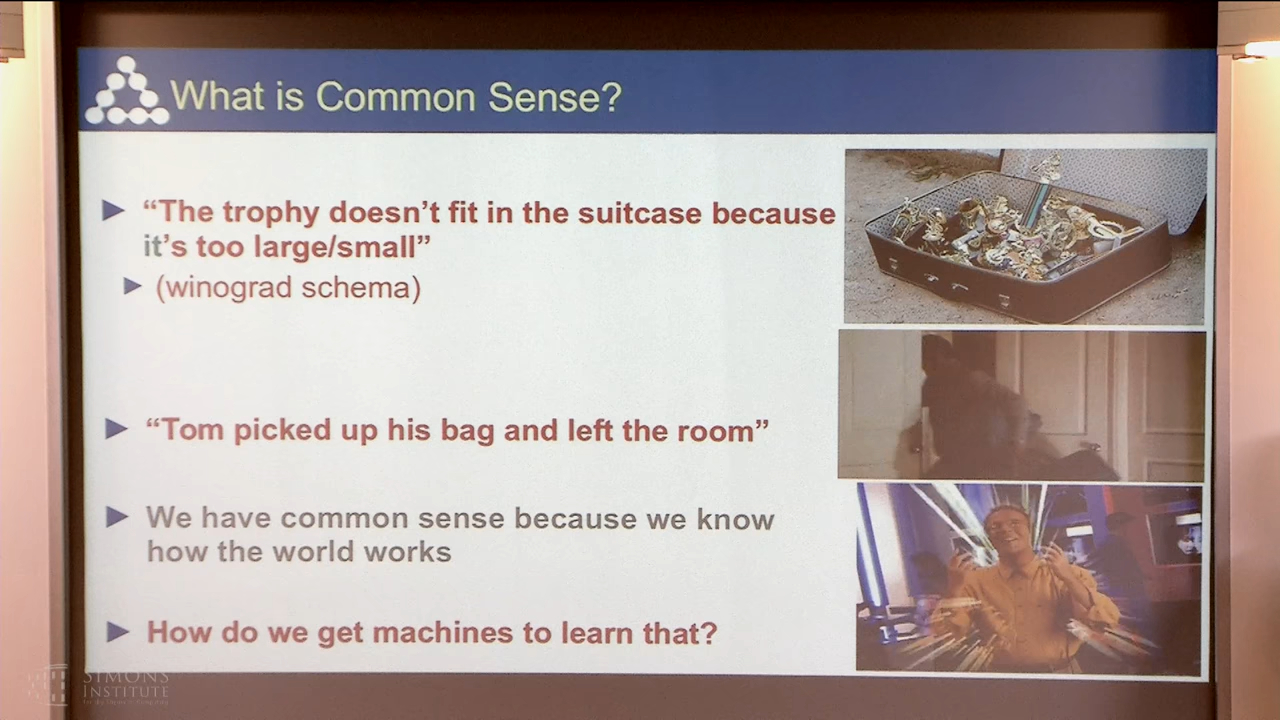 What is Common Sense?
“The trophy doesn’t fit in the suitcase because
it’s too large/small”
(winograd schema)
“Tom picked up his bag and left the room”
We have common sense because we know
how the world works
How do we get machines to learn that?
SIMONS
INSTITUTE